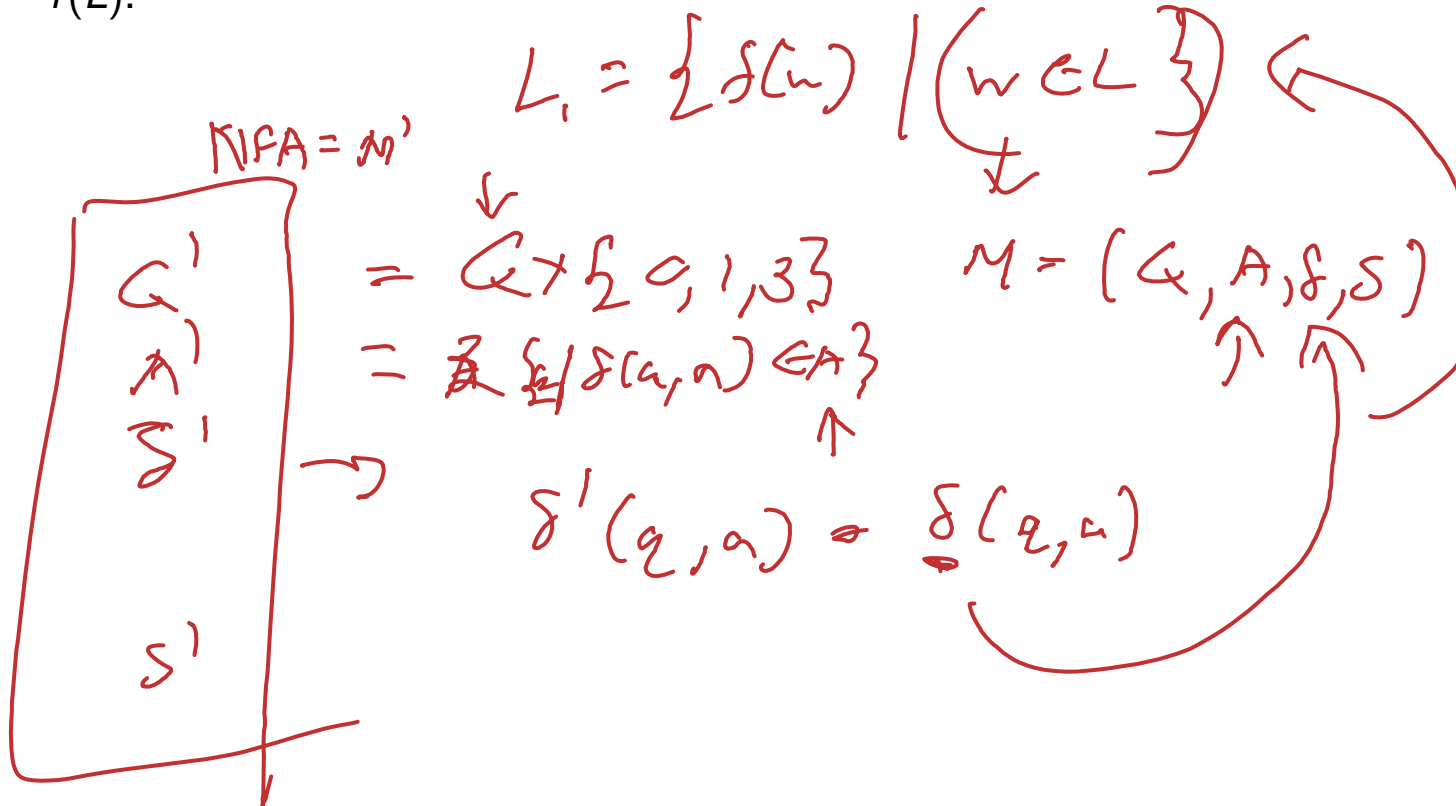 L₁ = { f(w) | (w ∈ L })
NFA = M'
Q' = Q × { 0, 1, 3 }
M = (Q, A, δ, s)
A' = { q | δ(q, a) ∈ A }
δ' → δ'(q, a) = δ(q, a)
s'